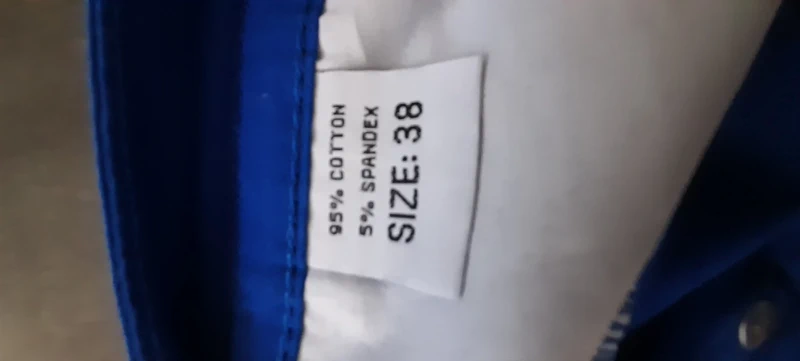 95% COTTON
5% SPANDEX
SIZE: 38